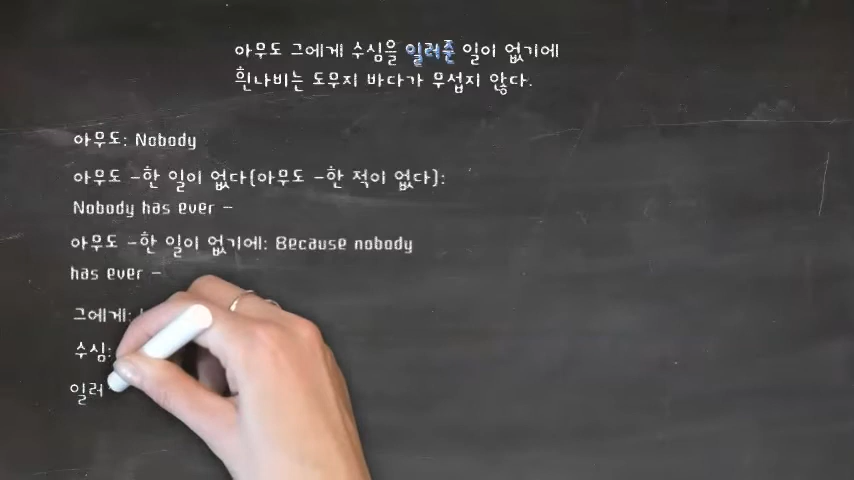 아무도 그에게 수심을 일러준 일이 없기에
흰나비는 도무지 바다가 무섭지 않다.
아무도: Nobody
아무도 -한 일이 없다(아무도 -한 적이 없다):
Nobody has ever -
아무도 -한 일이 없기에: Because nobody
has ever -
그에게:
수심:
일러